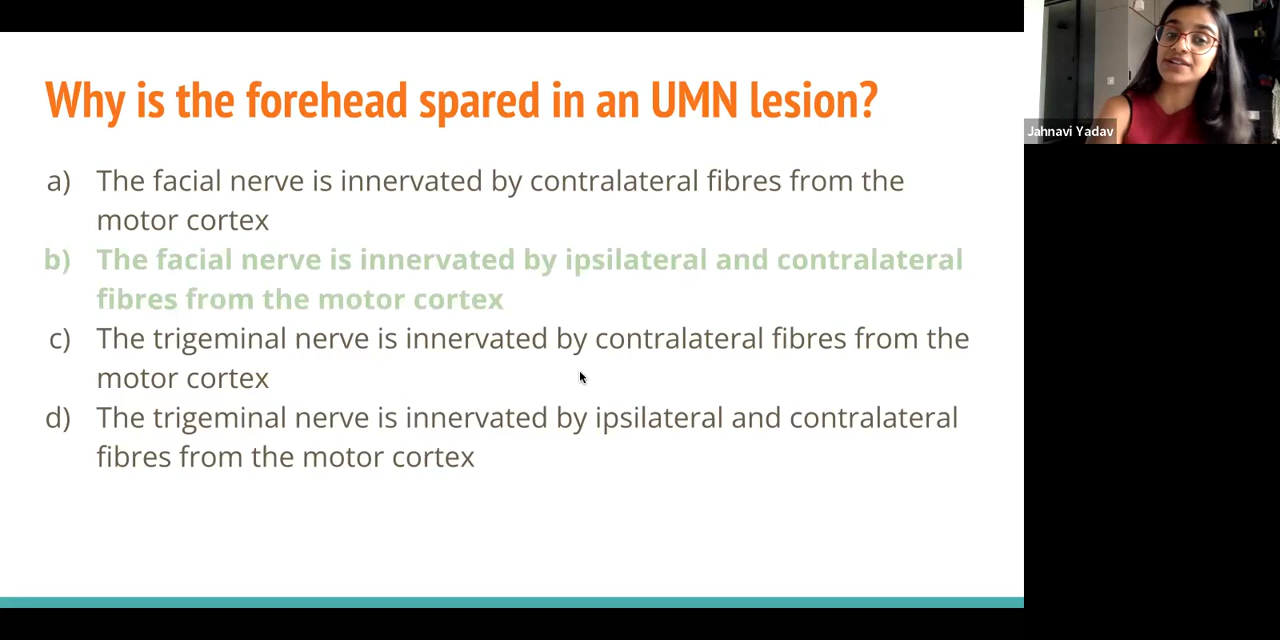 Why is the forehead spared in an UMN lesion?
a) The facial nerve is innervated by contralateral fibres from the
motor cortex
b) The facial nerve is innervated by ipsilateral and contralateral
fibres from the motor cortex
c) The trigeminal nerve is innervated by contralateral fibres from the
motor cortex
d) The trigeminal nerve is innervated by ipsilateral and contralateral
fibres from the motor cortex
Jahnavi Yadav